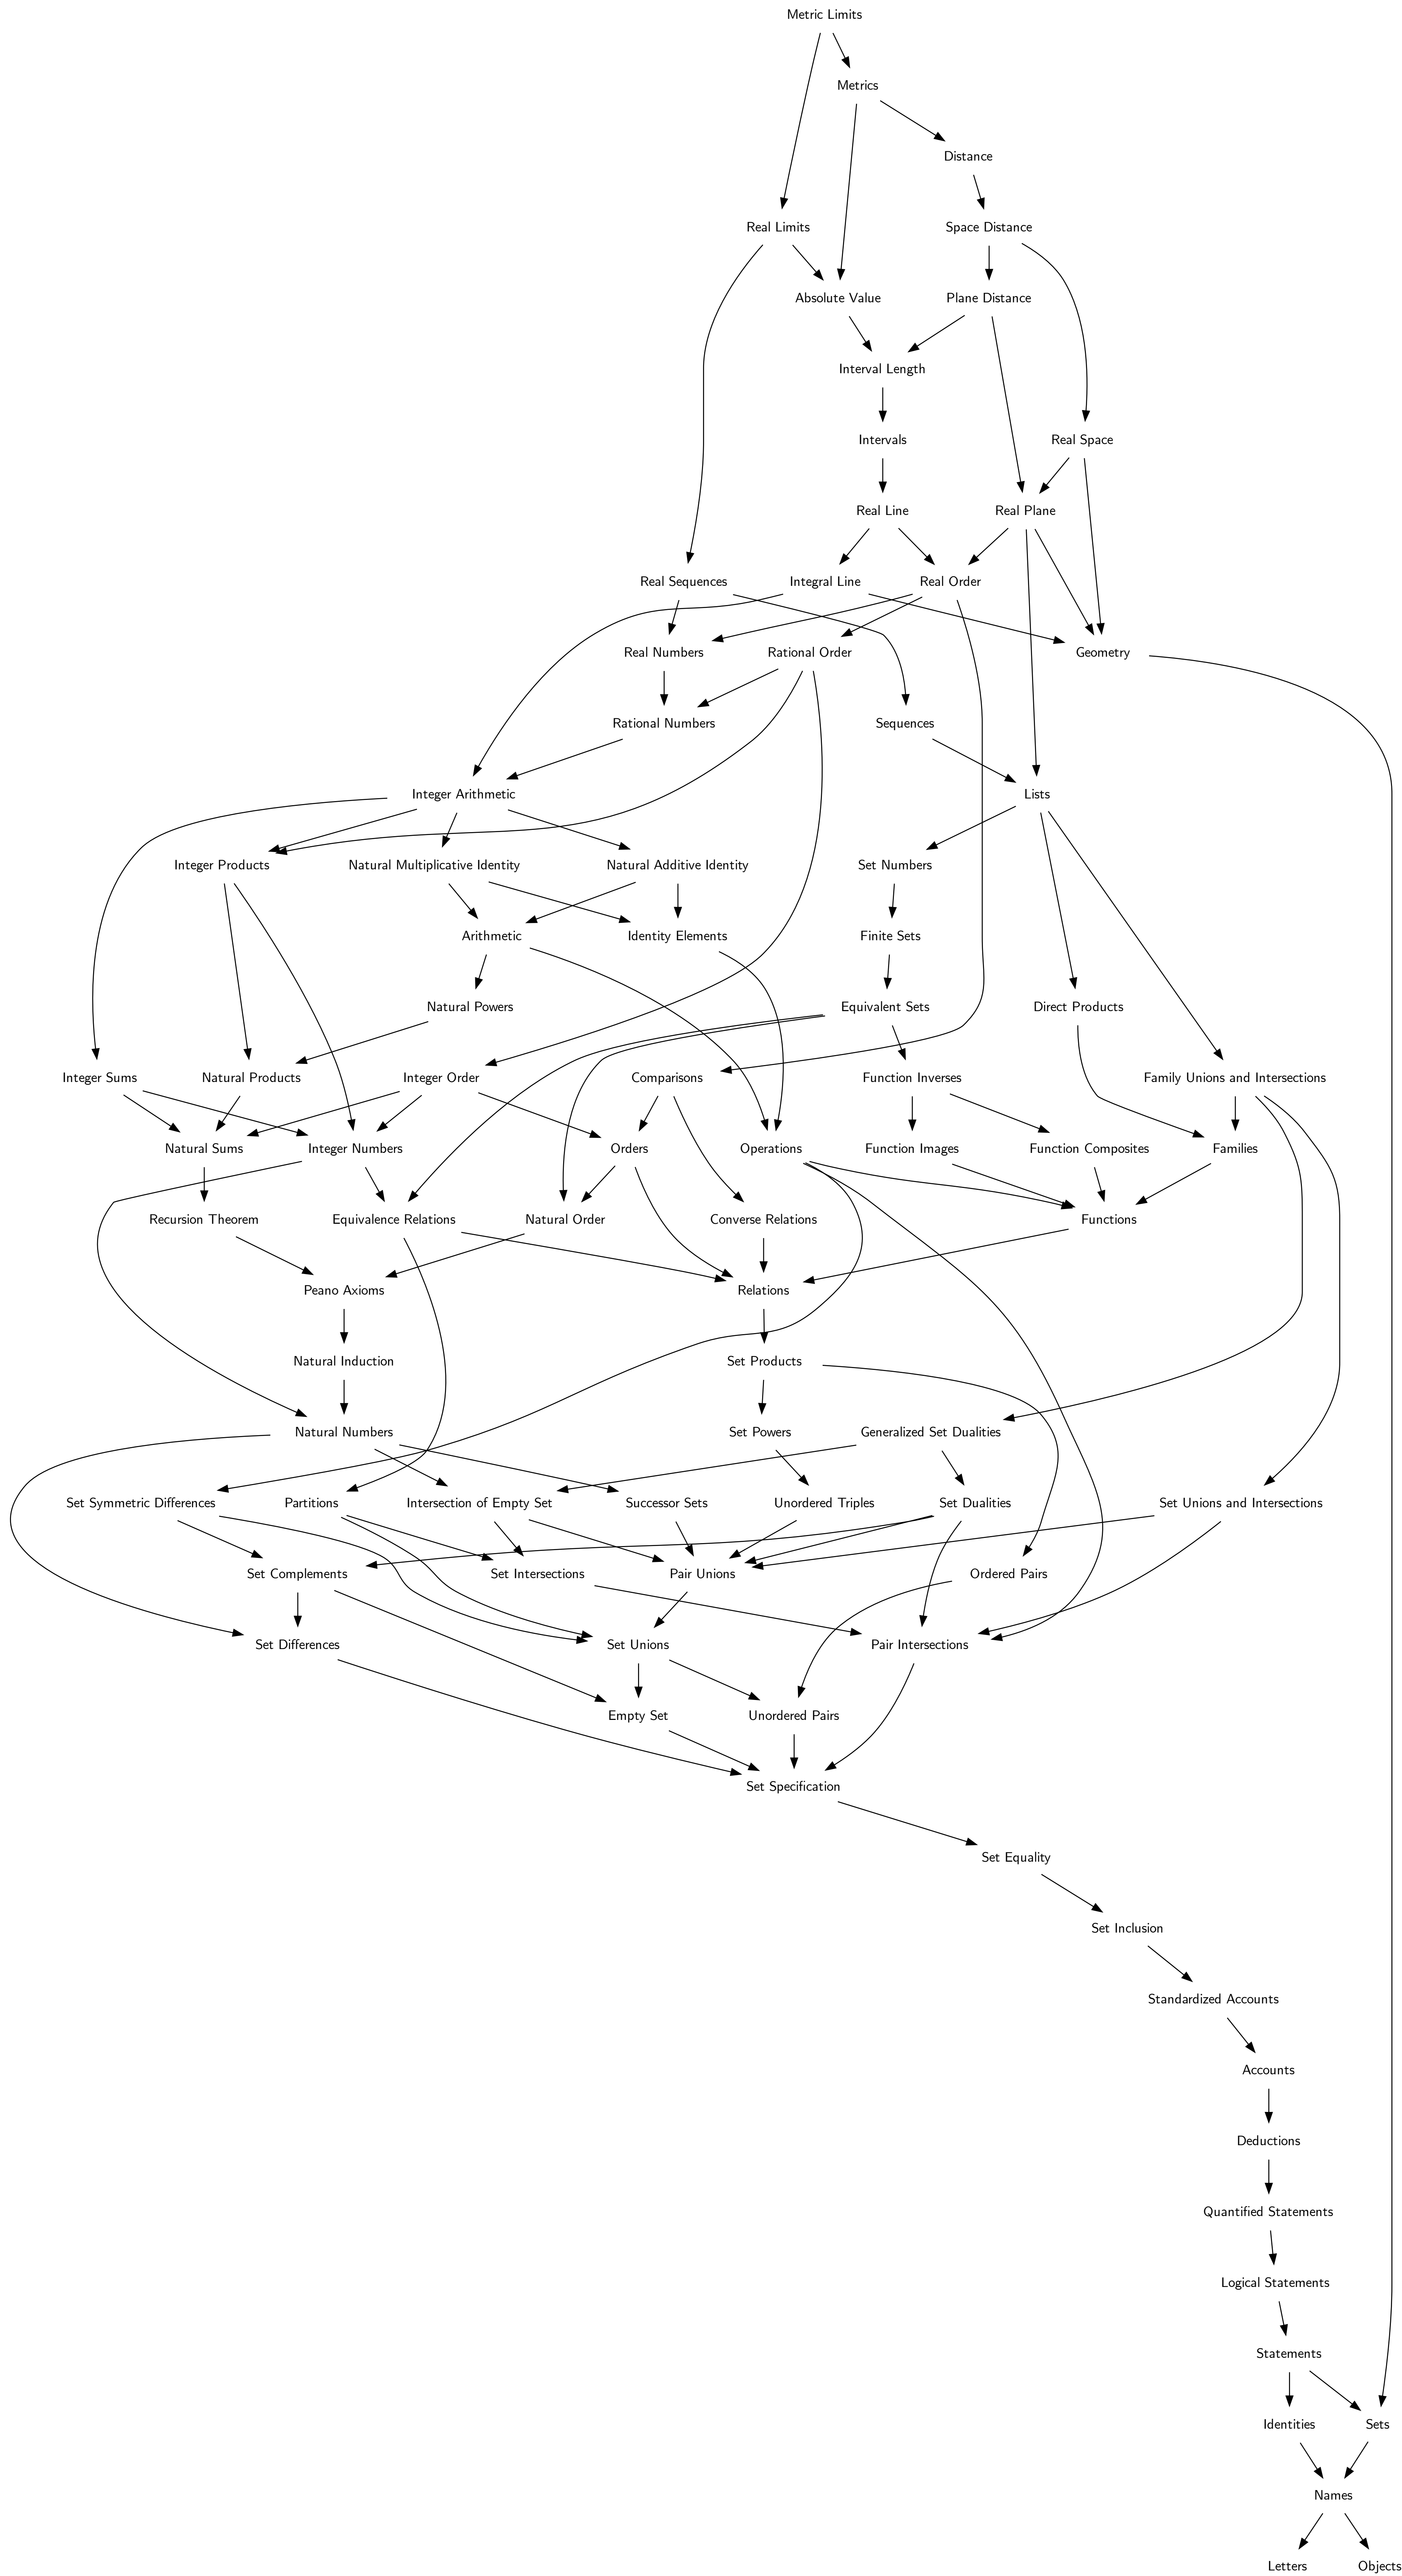 Metric Limits
Metrics
Distance
Real Limits
Space Distance
Absolute Value
Plane Distance
Interval Length
Intervals
Real Space
Real Line
Real Plane
Real Sequences
Integral Line
Real Order
Real Numbers
Rational Order
Geometry
Rational Numbers
Sequences
Integer Arithmetic
Lists
Integer Products
Natural Multiplicative Identity
Natural Additive Identity
Set Numbers
Arithmetic
Identity Elements
Finite Sets
Natural Powers
Equivalent Sets
Direct Products
Integer Sums
Natural Products
Integer Order
Comparisons
Function Inverses
Family Unions and Intersections
Natural Sums
Integer Numbers
Orders
Operations
Function Images
Function Composites
Families
Recursion Theorem
Equivalence Relations
Natural Order
Converse Relations
Functions
Peano Axioms
Relations
Natural Induction
Set Products
Natural Numbers
Set Powers
Generalized Set Dualities
Set Symmetric Differences
Partitions
Intersection of Empty Set
Successor Sets
Unordered Triples
Set Dualities
Set Unions and Intersections
Set Complements
Set Intersections
Pair Unions
Ordered Pairs
Set Differences
Set Unions
Pair Intersections
Empty Set
Unordered Pairs
Set Specification
Set Equality
Set Inclusion
Standardized Accounts
Accounts
Deductions
Quantified Statements
Logical Statements
Statements
Identities
Sets
Names
Letters
Objects